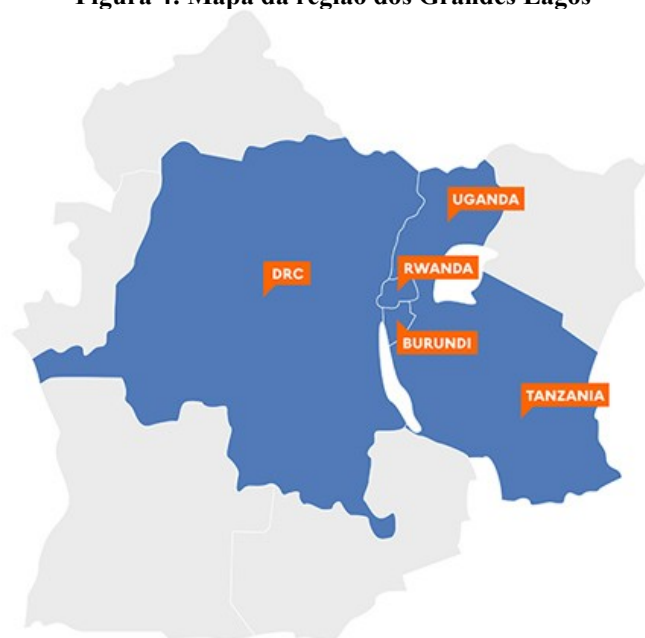 Figura 4: Mapa da região dos Grandes Lagos
UGANDA
RWANDA
DRC
BURUNDI
TANZANIA